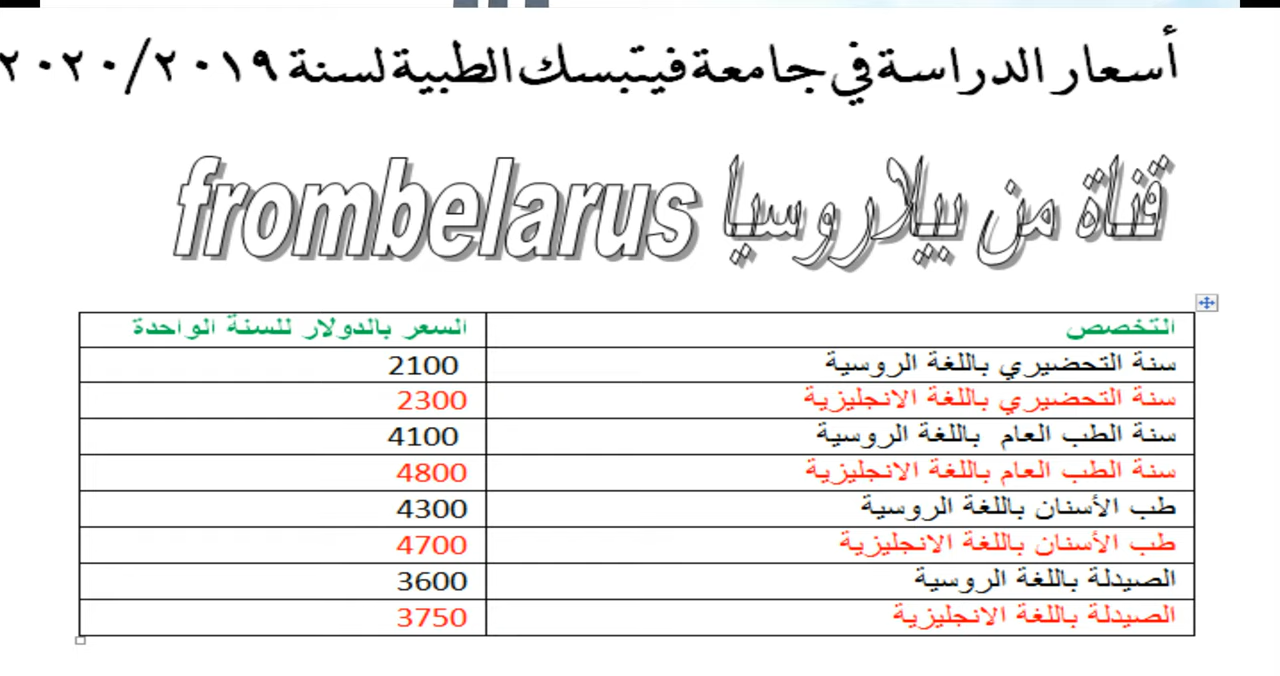 أسعار الدراسة في جامعة فيتبسك الطبية لسنة ٢٠٢٠/٢٠١٩
قناة من بيلاروسيا frombelarus
التخصص السعر بالدولار للسنة الواحدة
سنة التحضيري باللغة الروسية 2100
سنة التحضيري باللغة الانجليزية 2300
سنة الطب العام باللغة الروسية 4100
سنة الطب العام باللغة الانجليزية 4800
طب الأسنان باللغة الروسية 4300
طب الأسنان باللغة الانجليزية 4700
الصيدلة باللغة الروسية 3600
الصيدلة باللغة الانجليزية 3750